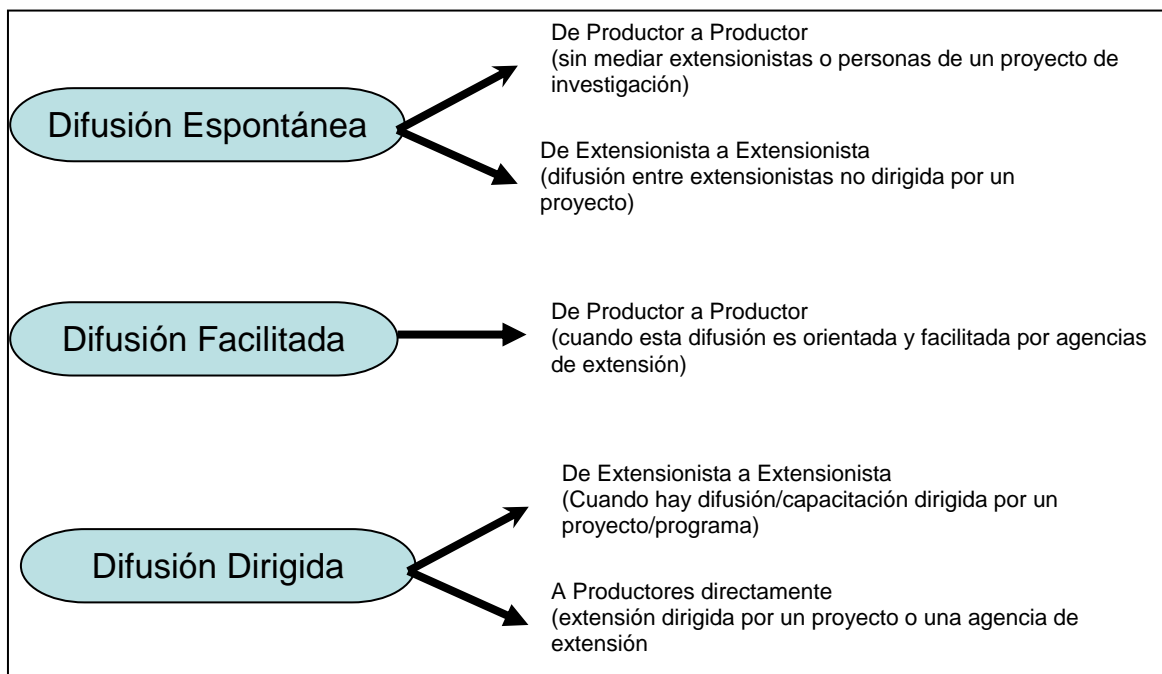 De Productor a Productor
(sin mediar extensionistas o personas de un proyecto de
investigación)
Difusión Espontánea
De Extensionista a Extensionista
(difusión entre extensionistas no dirigida por un
proyecto)
Difusión Facilitada
De Productor a Productor
(cuando esta difusión es orientada y facilitada por agencias
de extensión)
De Extensionista a Extensionista
(Cuando hay difusión/capacitación dirigida por un
proyecto/programa)
Difusión Dirigida
A Productores directamente
(extensión dirigida por un proyecto o una agencia de
extensión